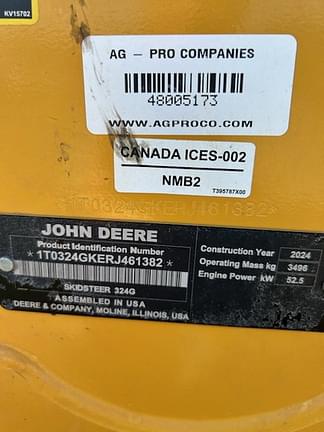 KV15702
AG – PRO COMPANIES
48005173
WWW.AGPROCO.COM
CANADA ICES-002
NMB2
T395787X00
1T0324GKERJ461382
JOHN DEERE
Product Identification Number
* 1T0324GKERJ461382 *
SKIDSTEER 324G
ASSEMBLED IN USA
DEERE & COMPANY, MOLINE, ILLINOIS, USA
Construction Year 2024
Operating Mass kg 3496
Engine Power kW 52.5